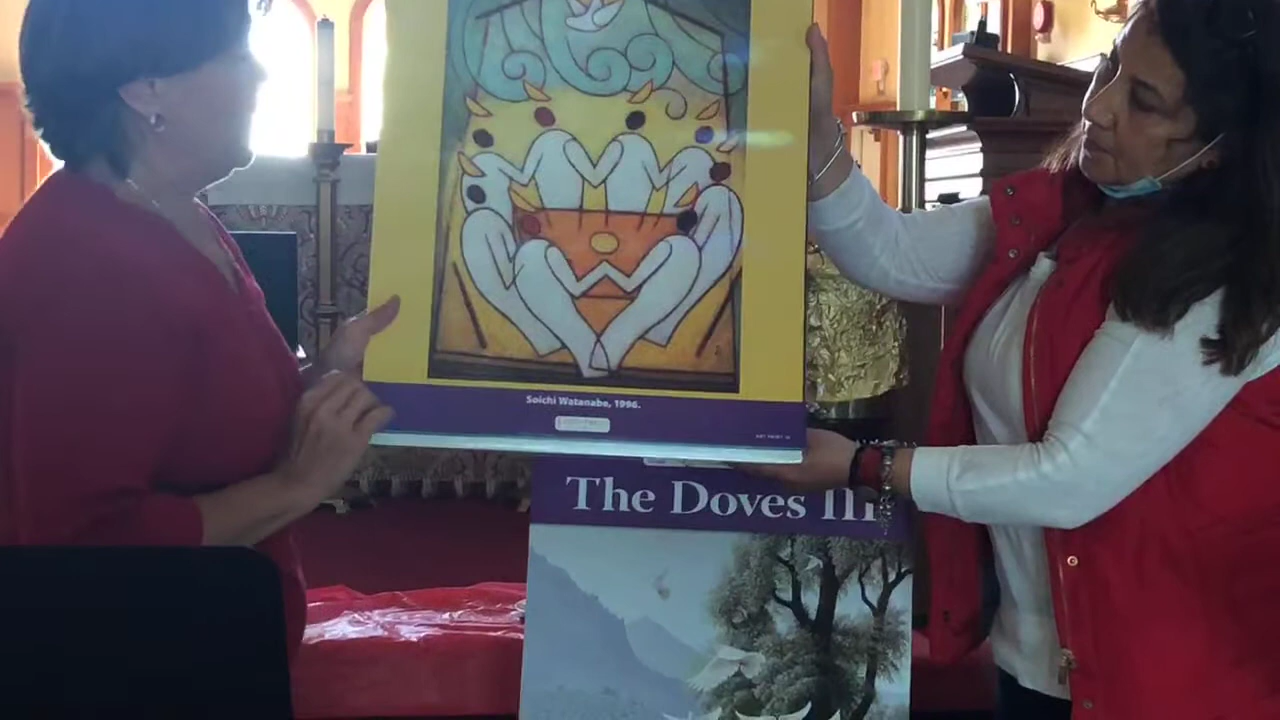 Soichi Watanabe, 1996.
The Doves III